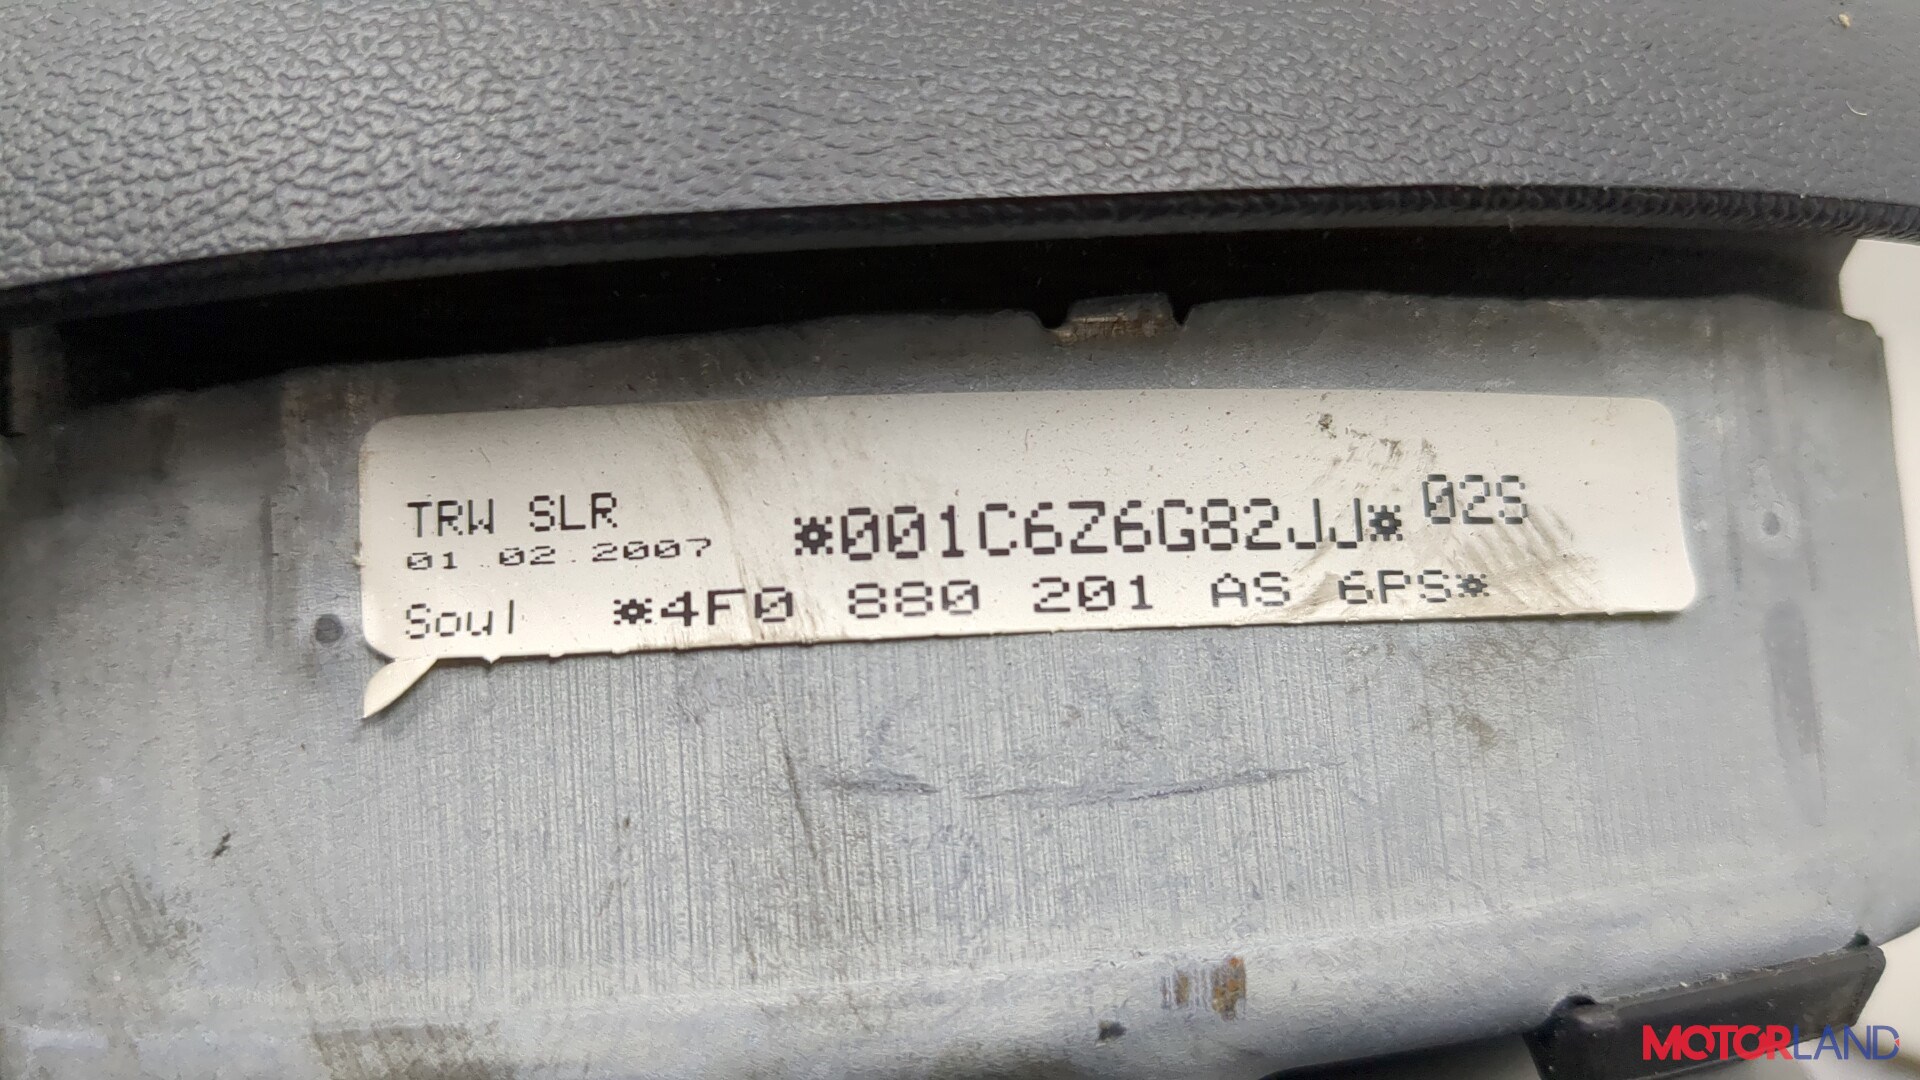 TRW SLR
01.02.2007
*001C6Z6G82JJ* 02S
Soul *4F0 880 201 AS 6PS*
MOTORLAND